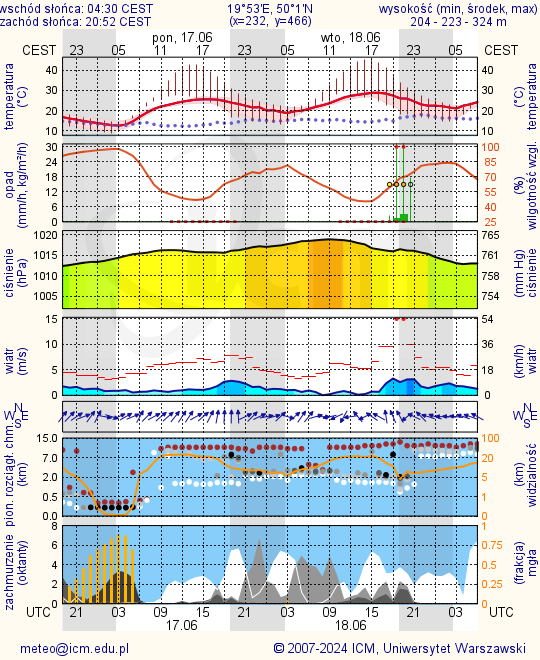 wschód słońca: 04:30 CEST 19°53'E, 50°1'N wysokość (min, środek, max)
zachód słońca: 20:52 CEST (x=232, y=466) 204 - 223 - 324 m
pon, 17.06 wto, 18.06
CEST 23 05 11 17 23 05 11 17 23 05 CEST
temperatura (°C)
40 30 20 10
40 30 20 10
temperatura (°C)
opad (mm/h, kg/m²/h)
30 24 18 12 6 0
100 85 70 55 40 25
wilgotność wzgl. (%)
ciśnienie (hPa)
1020 1015 1010 1005
765 761 758 754
ciśnienie (mm Hg)
wiatr (m/s)
15 10 5 0
54 36 18 0
wiatr (km/h)
N W E S
N W E S
pion. rozciągł. chm. (km)
15.0 7.0 2.0 0.5 0.0
100 20 5 1 0
widzialność (km)
zachmurzenie (oktanty)
8 6 4 2 0
1 0.75 0.5 0.25 0
mgła (frakcja)
UTC 21 03 09 15 21 03 09 15 21 03 UTC
17.06 18.06
meteo@icm.edu.pl © 2007-2024 ICM, Uniwersytet Warszawski